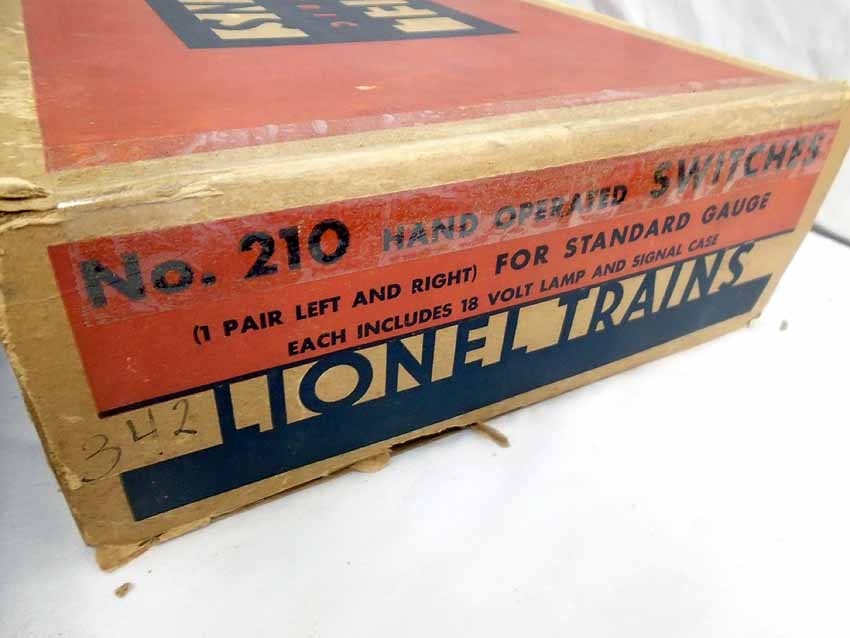 No. 210 HAND OPERATED SWITCHES
(1 PAIR LEFT AND RIGHT) FOR STANDARD GAUGE
EACH INCLUDES 18 VOLT LAMP AND SIGNAL CASE
LIONEL TRAINS
342